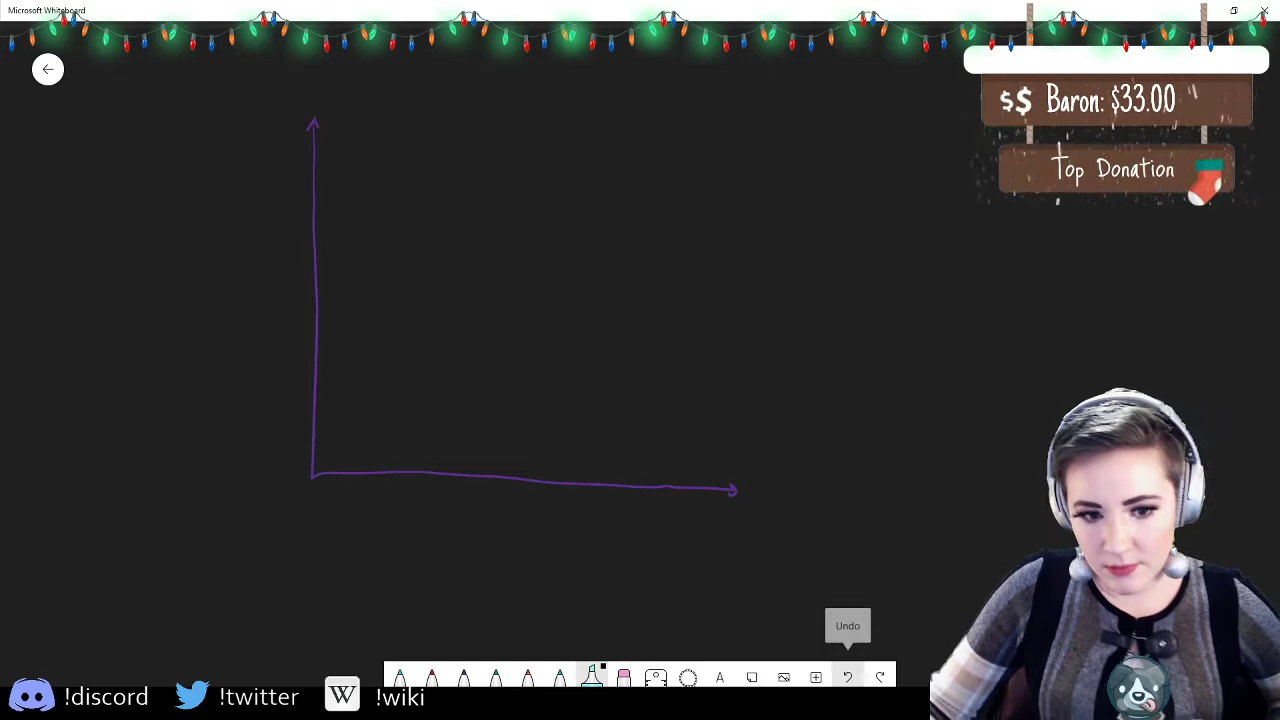 Microsoft Whiteboard
$$ Baron: $33.00
Top Donation
Undo
A
!discord
!twitter
W !wiki